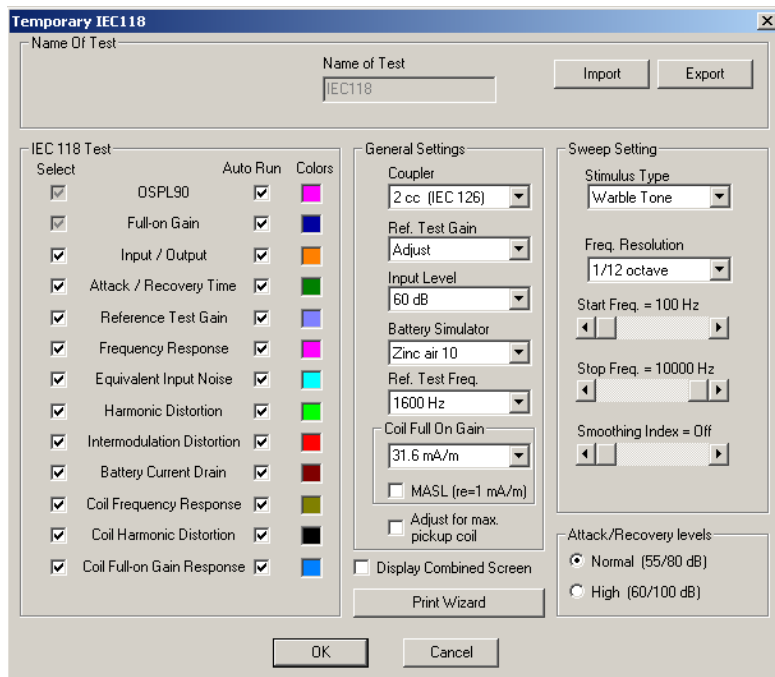 Temporary IEC118
Name Of Test
Name of Test
IEC118
Import
Export
IEC 118 Test
Select
Auto Run
Colors
OSPL90
Full-on Gain
Input / Output
Attack / Recovery Time
Reference Test Gain
Frequency Response
Equivalent Input Noise
Harmonic Distortion
Intermodulation Distortion
Battery Current Drain
Coil Frequency Response
Coil Harmonic Distortion
Coil Full-on Gain Response
General Settings
Coupler
2 cc (IEC 126)
Ref. Test Gain
Adjust
Input Level
60 dB
Battery Simulator
Zinc air 10
Ref. Test Freq.
1600 Hz
Coil Full On Gain
31.6 mA/m
MASL (re=1 mA/m)
Adjust for max.
pickup coil
Display Combined Screen
Print Wizard
Sweep Setting
Stimulus Type
Warble Tone
Freq. Resolution
1/12 octave
Start Freq. = 100 Hz
Stop Freq. = 10000 Hz
Smoothing Index = Off
Attack/Recovery levels
Normal (55/80 dB)
High (60/100 dB)
OK
Cancel